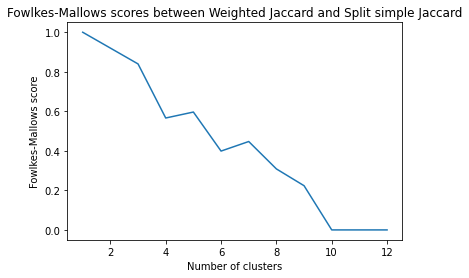 Fowlkes-Mallows scores between Weighted Jaccard and Split simple Jaccard
1.0
0.8
0.6
0.4
0.2
0.0
Fowlkes-Mallows score
2 4 6 8 10 12
Number of clusters